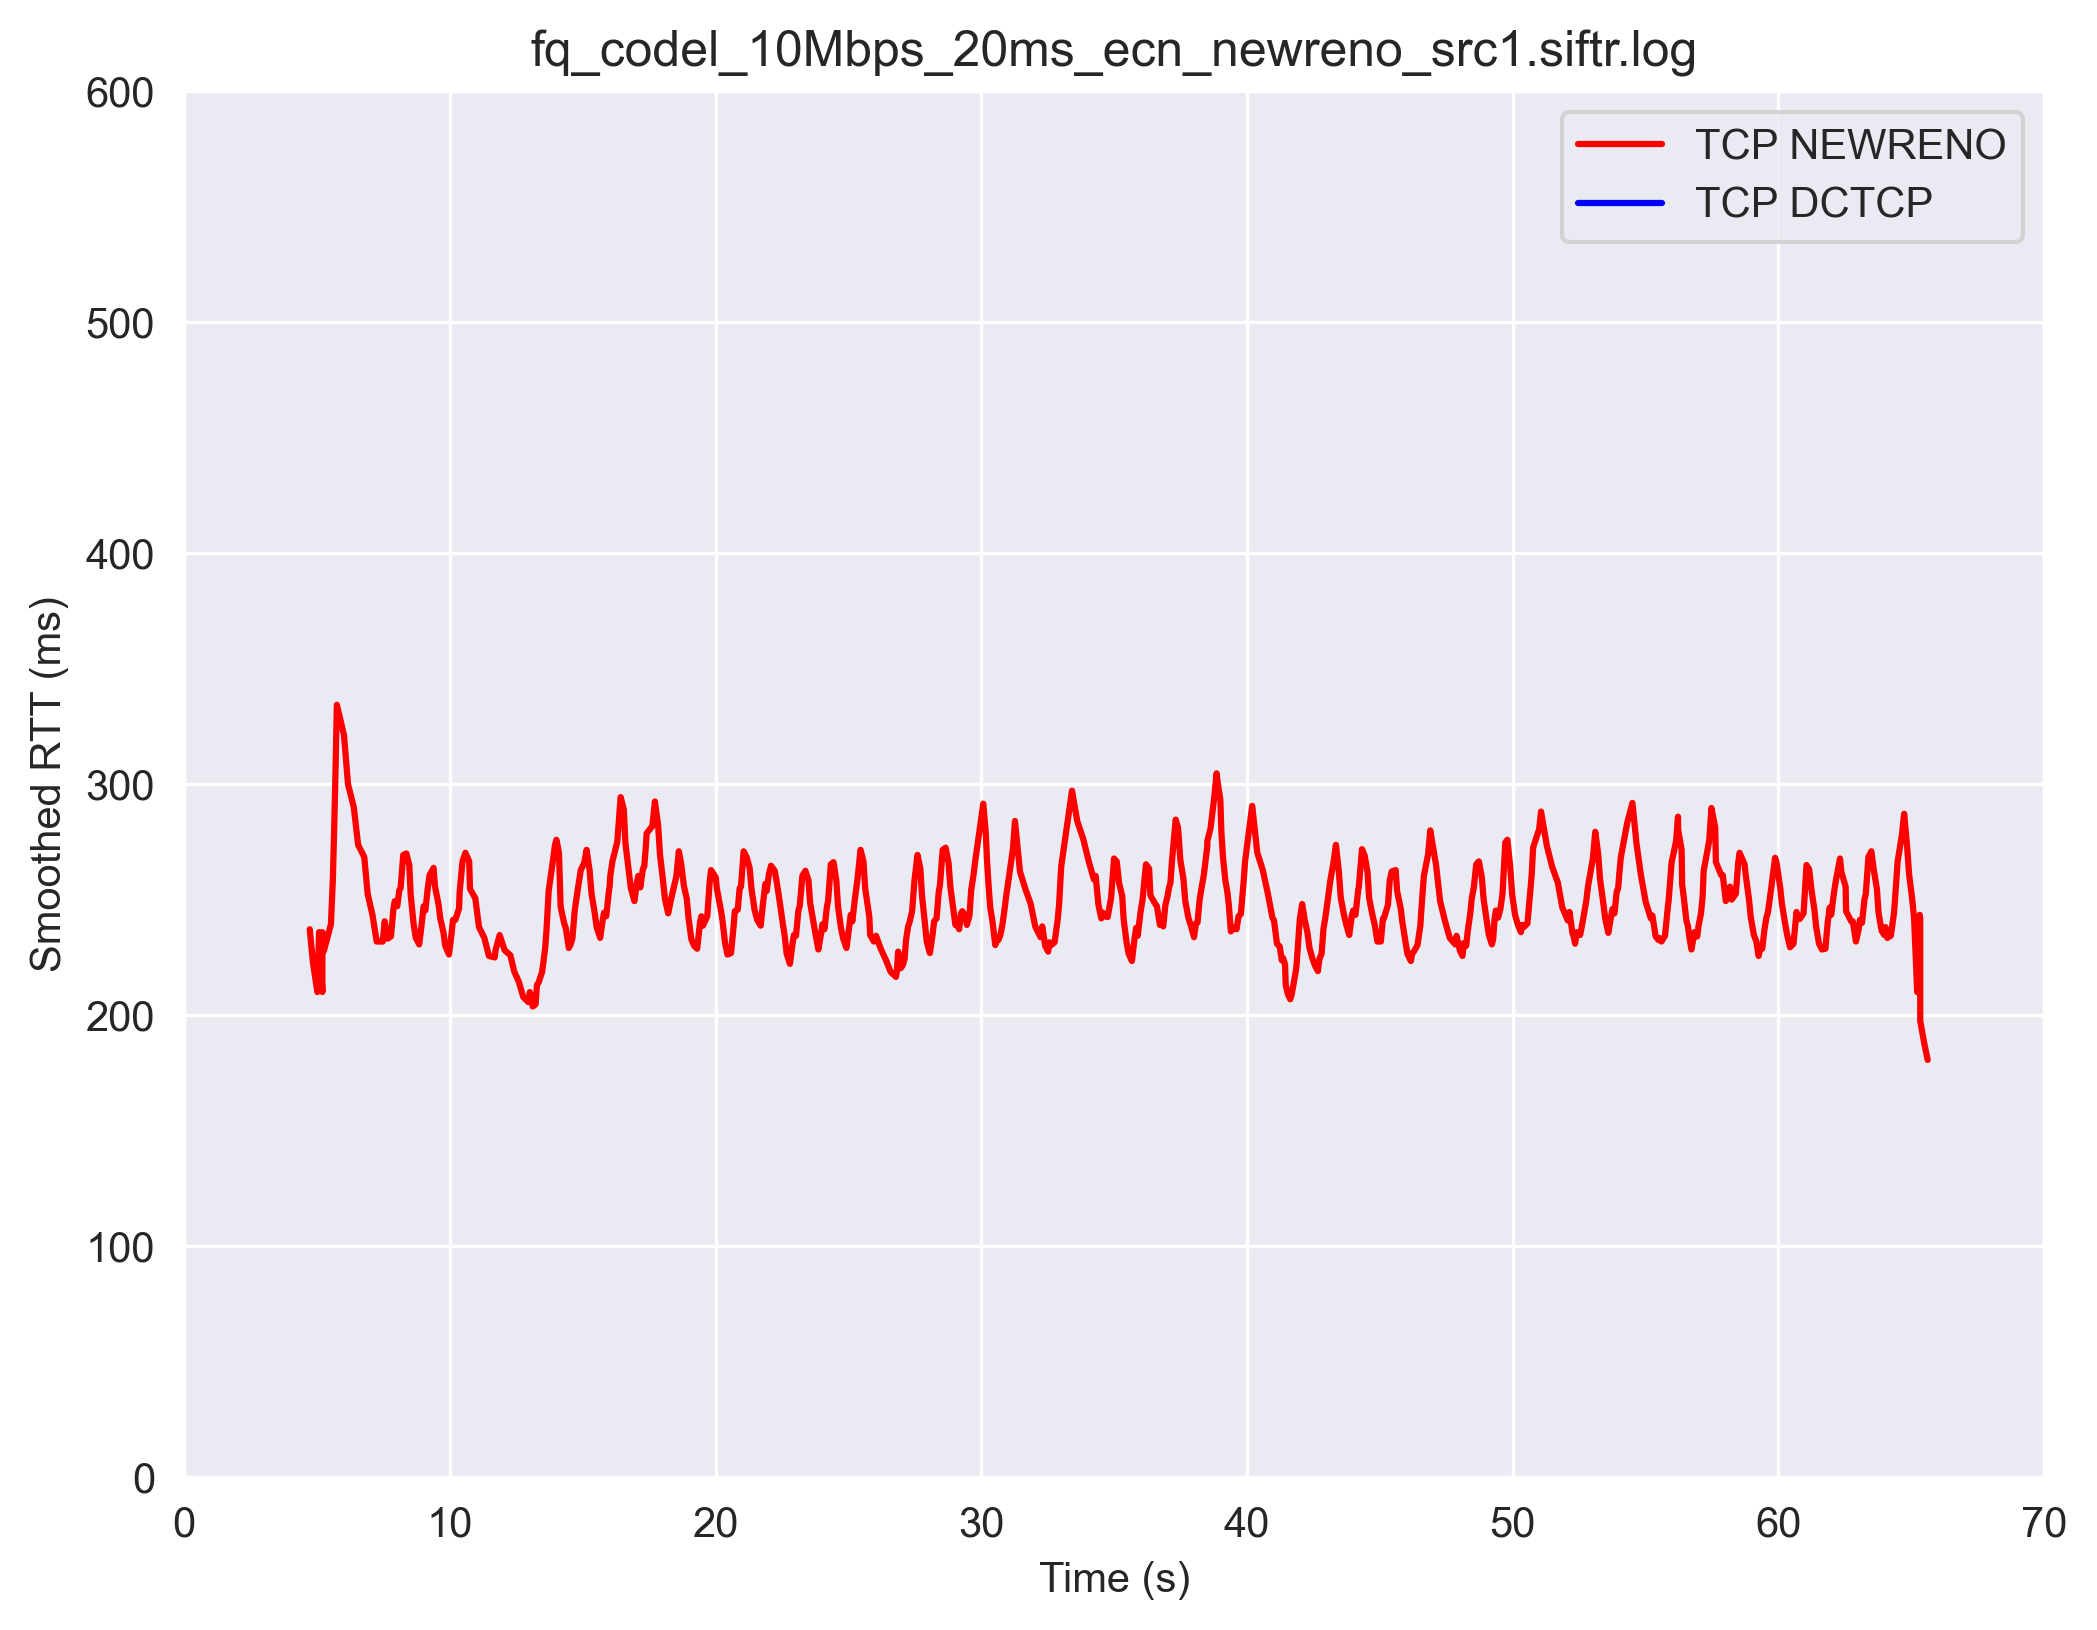 fq_codel_10Mbps_20ms_ecn_newreno_src1.siftr.log
600
500
400
300
200
100
0
Smoothed RTT (ms)
TCP NEWRENO
TCP DCTCP
0 10 20 30 40 50 60 70
Time (s)